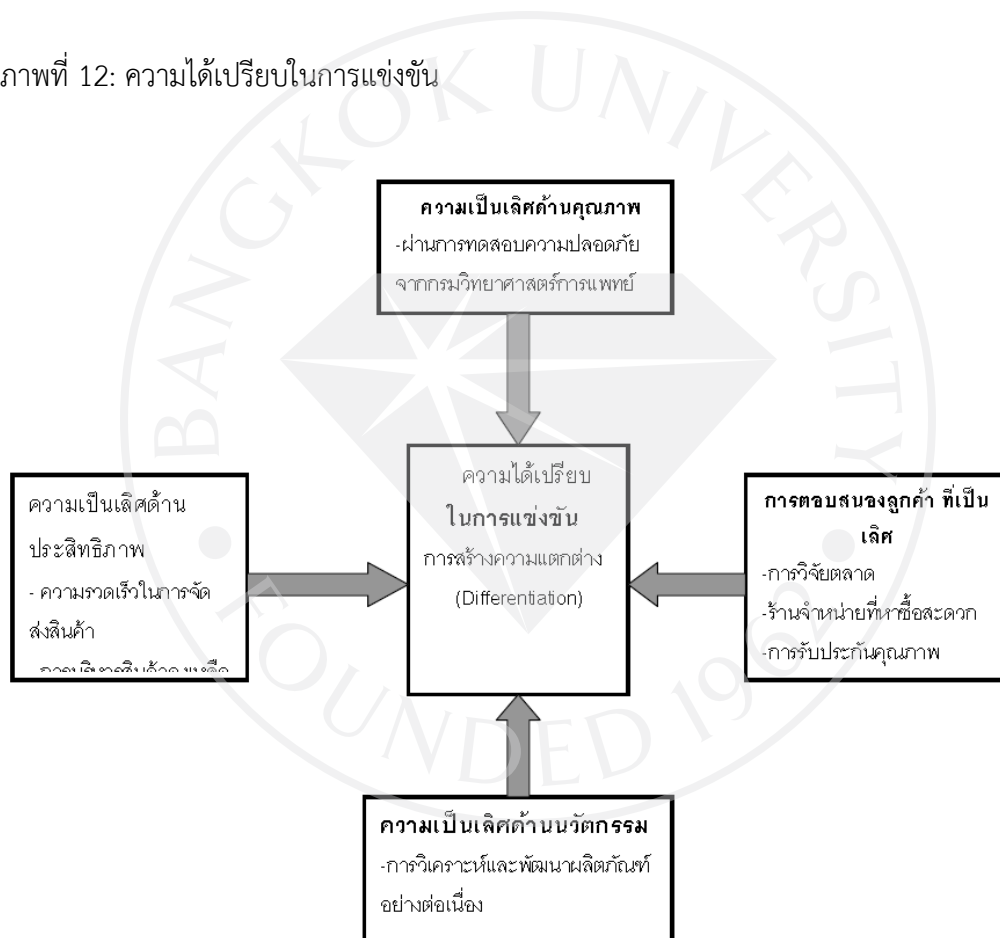 ภาพที่ 12: ความได้เปรียบในการแข่งขัน
ความเป็นเลิศด้านคุณภาพ
-ผ่านการทดสอบความปลอดภัย
จากกรมวิทยาศาสตร์การแพทย์
ความเป็นเลิศด้าน
ประสิทธิภาพ
- ความรวดเร็วในการจัด
ส่งสินค้า
ความได้เปรียบ
ในการแข่งขัน
การสร้างความแตกต่าง
(Differentiation)
การตอบสนองลูกค้า ที่เป็น
เลิศ
-การวิจัยตลาด
-ร้านจำหน่ายที่หาซื้อสะดวก
-การรับประกันคุณภาพ
ความเป็นเลิศด้านนวัตกรรม
-การวิเคราะห์และพัฒนาผลิตภัณฑ์
อย่างต่อเนื่อง
BANGKOK UNIVERSITY
FOUNDED 1962